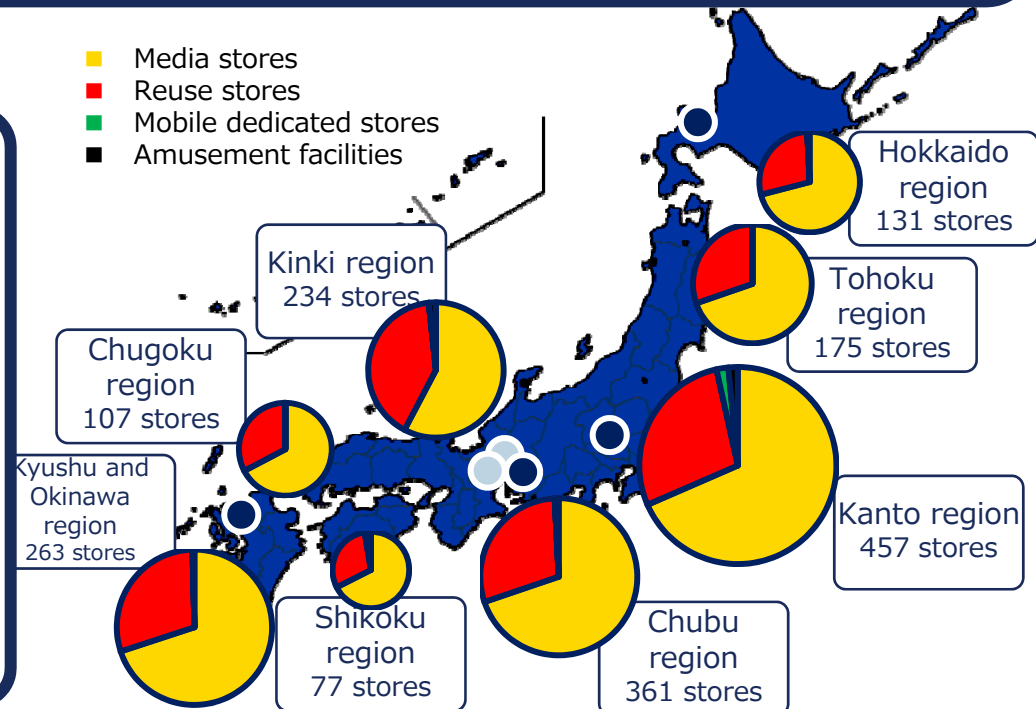 Media stores
Reuse stores
Mobile dedicated stores
Amusement facilities
Hokkaido
region
131 stores
Tohoku
region
175 stores
Kinki region
234 stores
Chugoku
region
107 stores
Kyushu and
Okinawa
region
263 stores
Kanto region
457 stores
Shikoku
region
77 stores
Chubu
region
361 stores